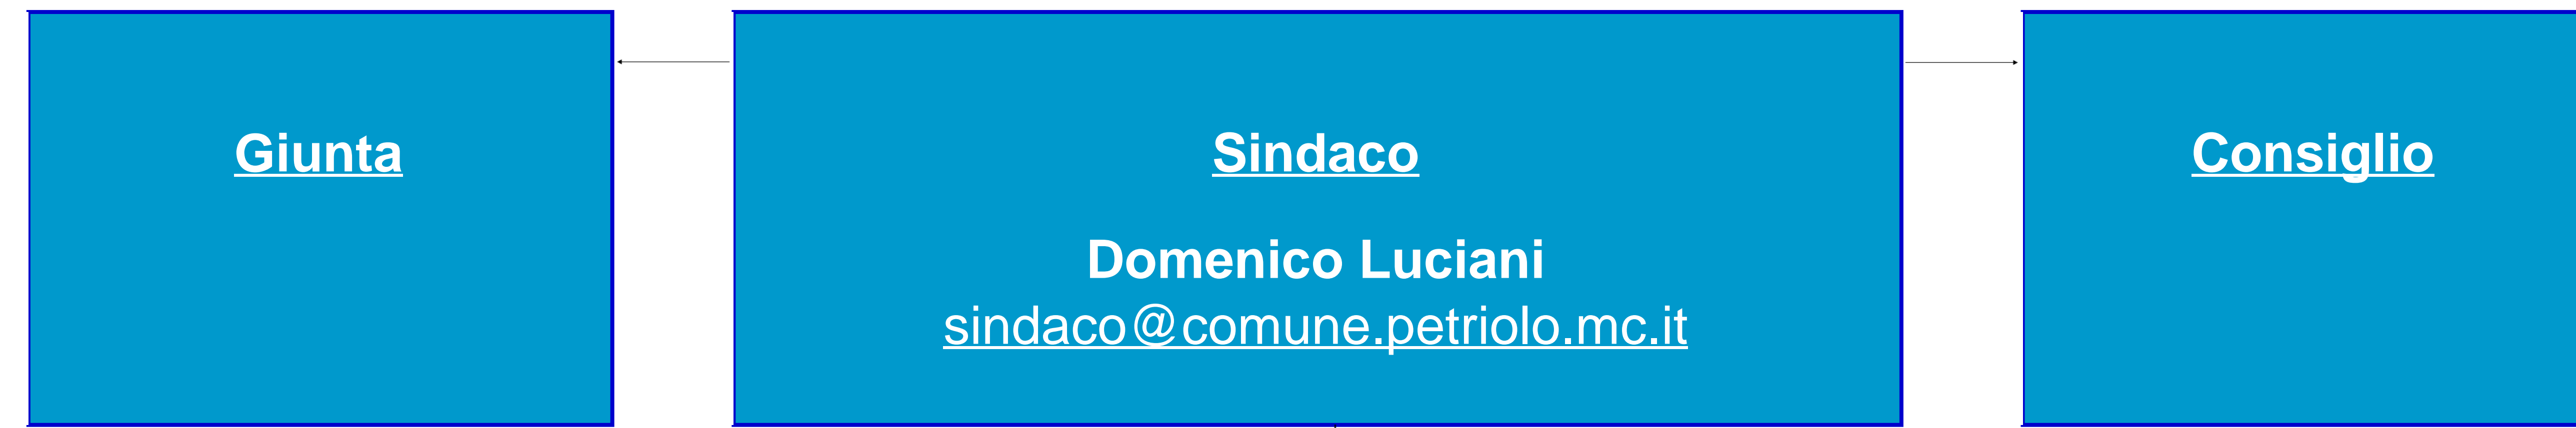 Giunta
Sindaco
Consiglio
Domenico Luciani
sindaco@comune.petriolo.mc.it